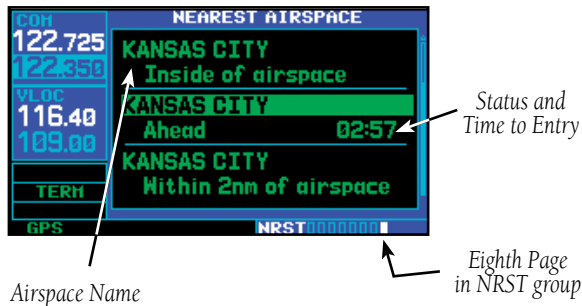 COM
122.725
122.350
VLOC
116.40
109.00
TERM
GPS
NEAREST AIRSPACE
KANSAS CITY
Inside of airspace
KANSAS CITY
Ahead 02:57
KANSAS CITY
Within 2nm of airspace
NRST
Status and
Time to Entry
Eighth Page
in NRST group
Airspace Name